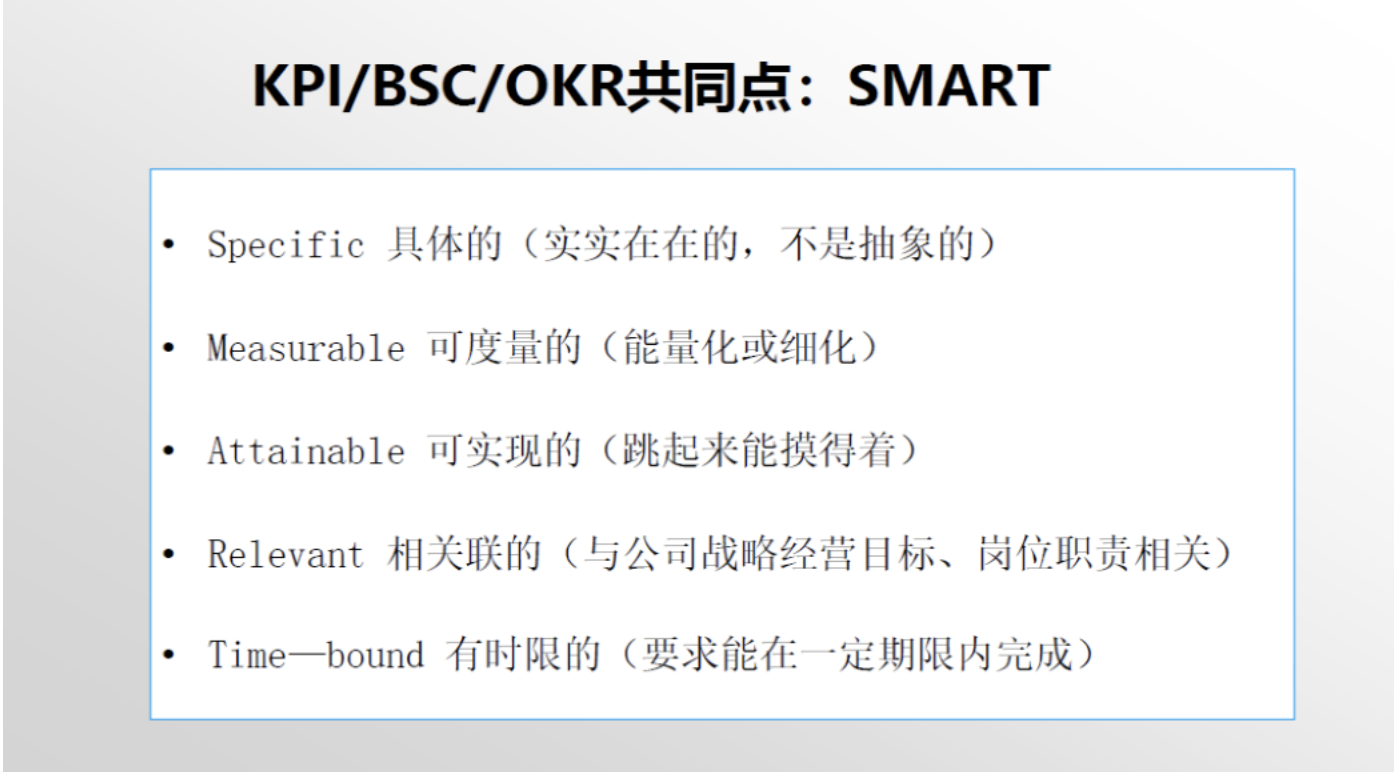 KPI/BSC/OKR共同点：SMART
• Specific 具体的（实实在在的，不是抽象的）
• Measurable 可度量的（能量化或细化）
• Attainable 可实现的（跳起来能摸得着）
• Relevant 相关联的（与公司战略经营目标、岗位职责相关）
• Time—bound 有时限的（要求能在一定期限内完成）